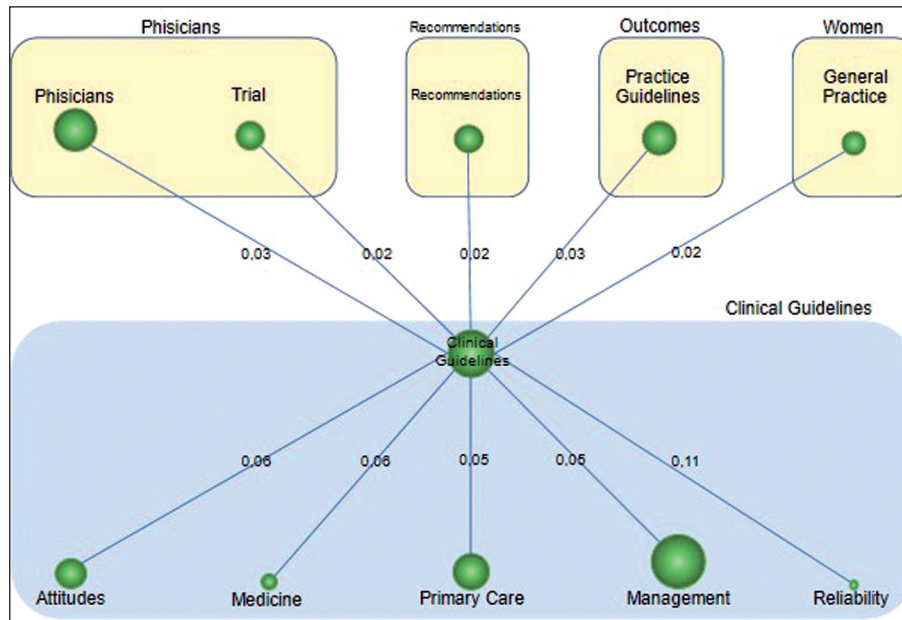 Phisicians
Recommendations
Outcomes
Women
Phisicians
Trial
Recommendations
Practice
Guidelines
General
Practice
0,03
0,02
0,02
0,03
0,02
Clinical Guidelines
Clinical
Guidelines
0,06
0,06
0,05
0,05
0,11
Attitudes
Medicine
Primary Care
Management
Reliability